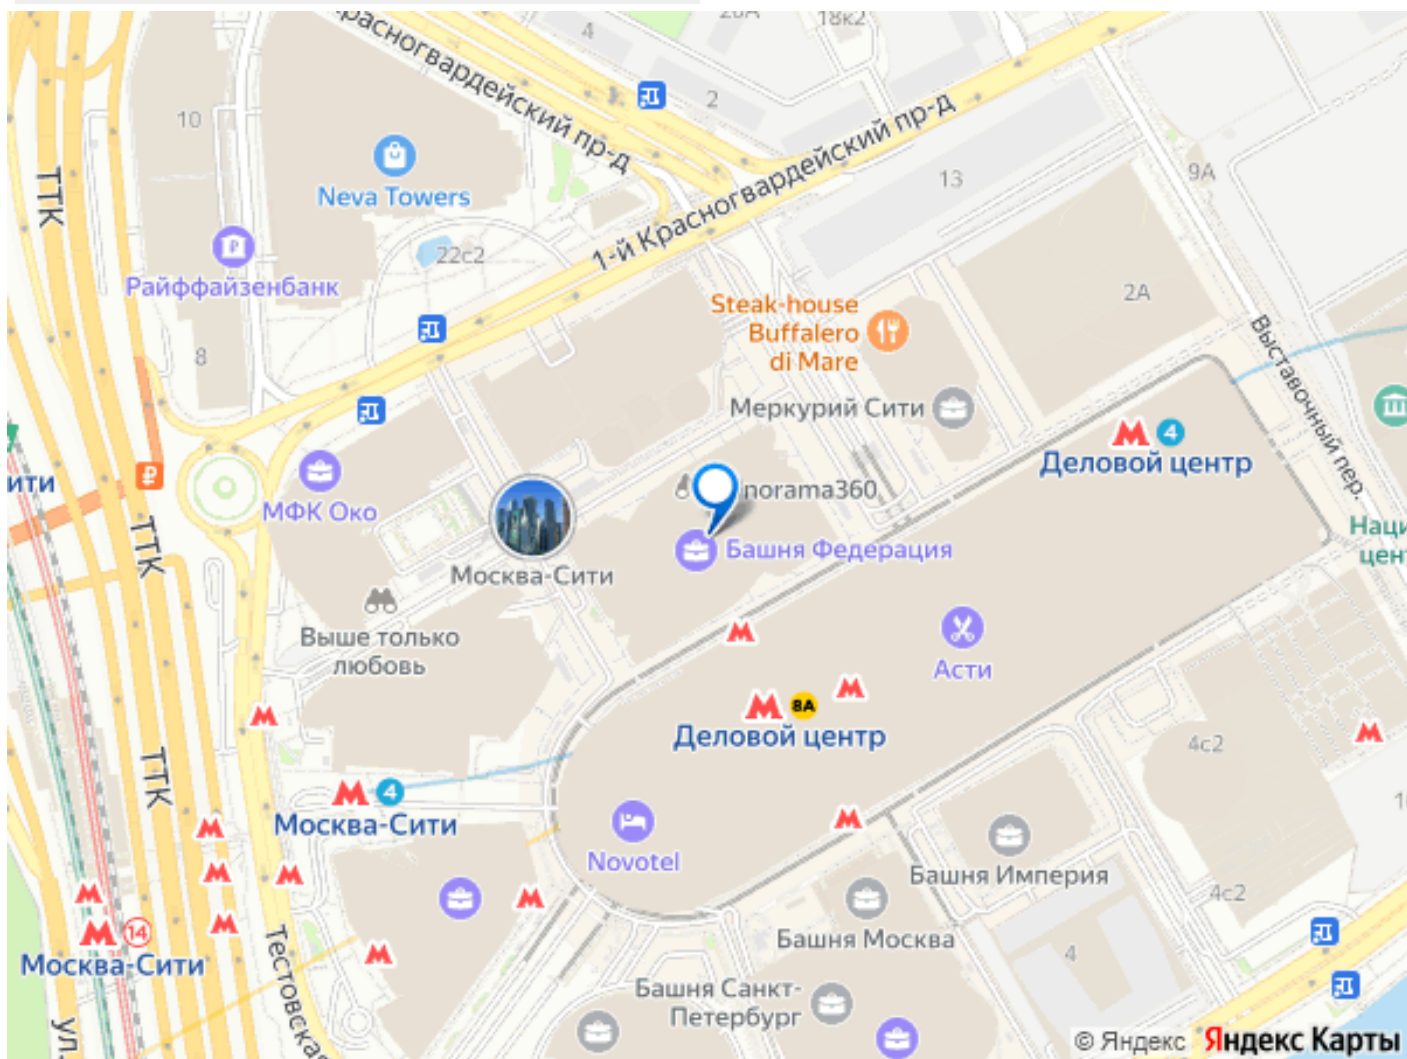 Красногвардейский пр-д
4
28А
18к2
2
10
ТТК
Neva Towers
1-й Красногвардейский пр-д
13
9А
22с2
Райффайзенбанк
Steak-house
Buffalero
di Mare
2А
8
Выставочный пер.
Меркурий Сити
4
Деловой центр
₽
МФК Око
norama360
ити
ТТК
Башня Федерация
Москва-Сити
Наци
цен
Выше только
любовь
Асти
8А
Деловой центр
4с2
ТТК
4
Москва-Сити
Novotel
Башня Империя
4с2
14
Москва-Сити
Тестовская
Башня Москва
4
Башня Санкт-
Петербург
ул.
© Яндекс Яндекс Карты